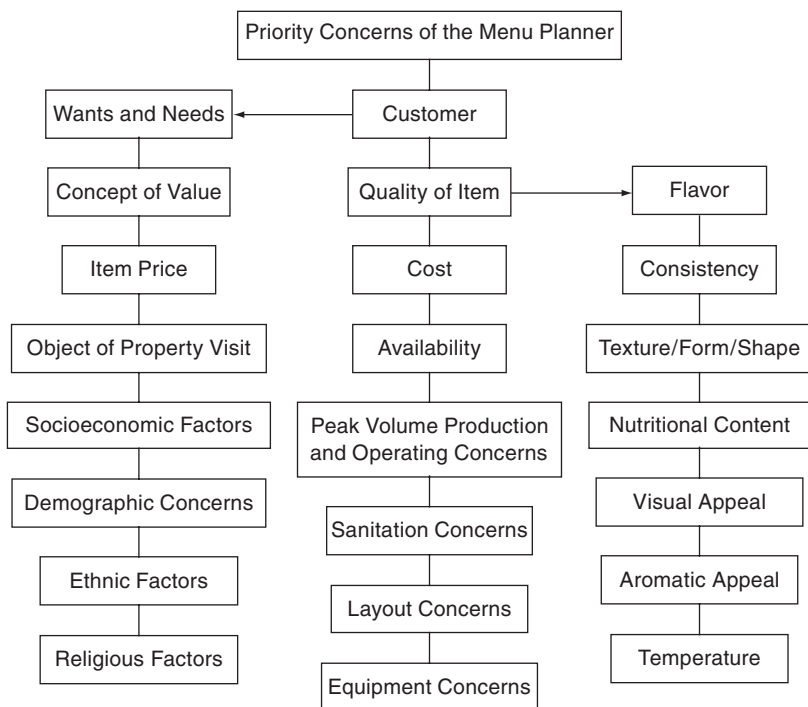 Priority Concerns of the Menu Planner
Wants and Needs
Customer
Concept of Value
Quality of Item
Flavor
Item Price
Cost
Consistency
Object of Property Visit
Availability
Texture/Form/Shape
Socioeconomic Factors
Peak Volume Production
and Operating Concerns
Nutritional Content
Demographic Concerns
Sanitation Concerns
Visual Appeal
Ethnic Factors
Layout Concerns
Aromatic Appeal
Religious Factors
Equipment Concerns
Temperature